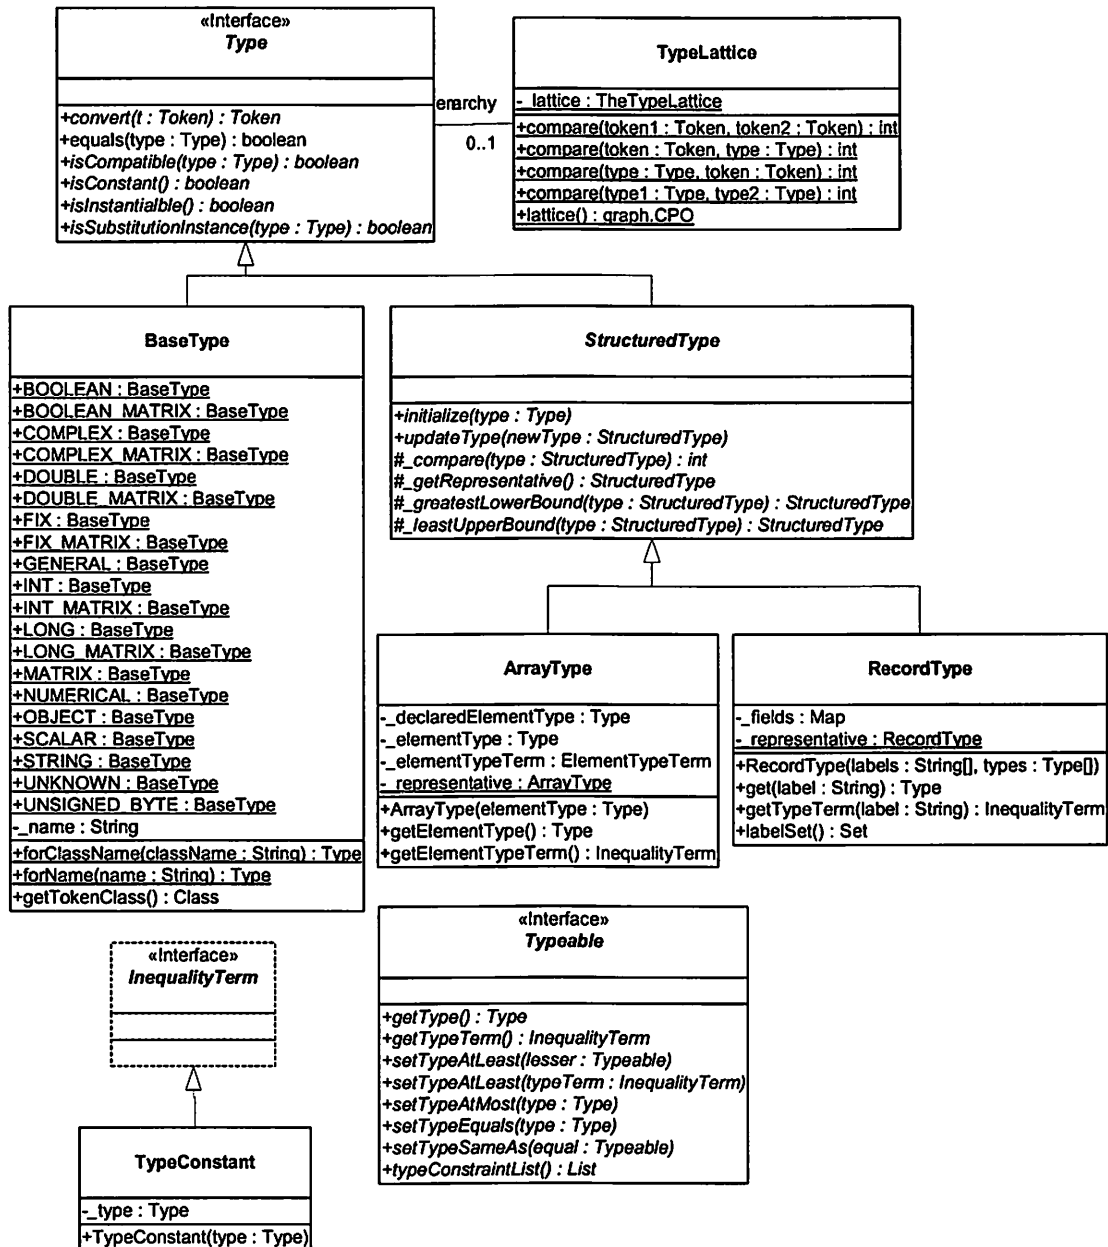 «Interface»
Type
+convert(t : Token) : Token
+equals(type : Type) : boolean
+isCompatible(type : Type) : boolean
+isConstant() : boolean
+isInstantialble() : boolean
+isSubstitutionInstance(type : Type) : boolean
erarchy
0..1
TypeLattice
-_lattice : TheTypeLattice
+compare(token1 : Token, token2 : Token) : int
+compare(token : Token, type : Type) : int
+compare(type : Type, token : Token) : int
+compare(type1 : Type, type2 : Type) : int
+lattice() : graph.CPO
BaseType
+BOOLEAN : BaseType
+BOOLEAN_MATRIX : BaseType
+COMPLEX : BaseType
+COMPLEX_MATRIX : BaseType
+DOUBLE : BaseType
+DOUBLE_MATRIX : BaseType
+FIX : BaseType
+FIX_MATRIX : BaseType
+GENERAL : BaseType
+INT : BaseType
+INT_MATRIX : BaseType
+LONG : BaseType
+LONG_MATRIX : BaseType
+MATRIX : BaseType
+NUMERICAL : BaseType
+OBJECT : BaseType
+SCALAR : BaseType
+STRING : BaseType
+UNKNOWN : BaseType
+UNSIGNED_BYTE : BaseType
-_name : String
+forClassName(className : String) : Type
+forName(name : String) : Type
+getTokenClass() : Class
StructuredType
+initialize(type : Type)
+updateType(newType : StructuredType)
#_compare(type : StructuredType) : int
#_getRepresentative() : StructuredType
#_greatestLowerBound(type : StructuredType) : StructuredType
#_leastUpperBound(type : StructuredType) : StructuredType
ArrayType
-_declaredElementType : Type
-_elementType : Type
-_elementTypeTerm : ElementTypeTerm
-_representative : ArrayType
+ArrayType(elementType : Type)
+getElementType() : Type
+getElementTypeTerm() : InequalityTerm
RecordType
-_fields : Map
-_representative : RecordType
+RecordType(labels : String[], types : Type[])
+get(label : String) : Type
+getTypeTerm(label : String) : InequalityTerm
+labelSet() : Set
«Interface»
InequalityTerm
TypeConstant
-_type : Type
+TypeConstant(type : Type)
«Interface»
Typeable
+getType() : Type
+getTypeTerm() : InequalityTerm
+setTypeAtLeast(lesser : Typeable)
+setTypeAtLeast(typeTerm : InequalityTerm)
+setTypeAtMost(type : Type)
+setTypeEquals(type : Type)
+setTypeSameAs(equal : Typeable)
+typeConstraintList() : List